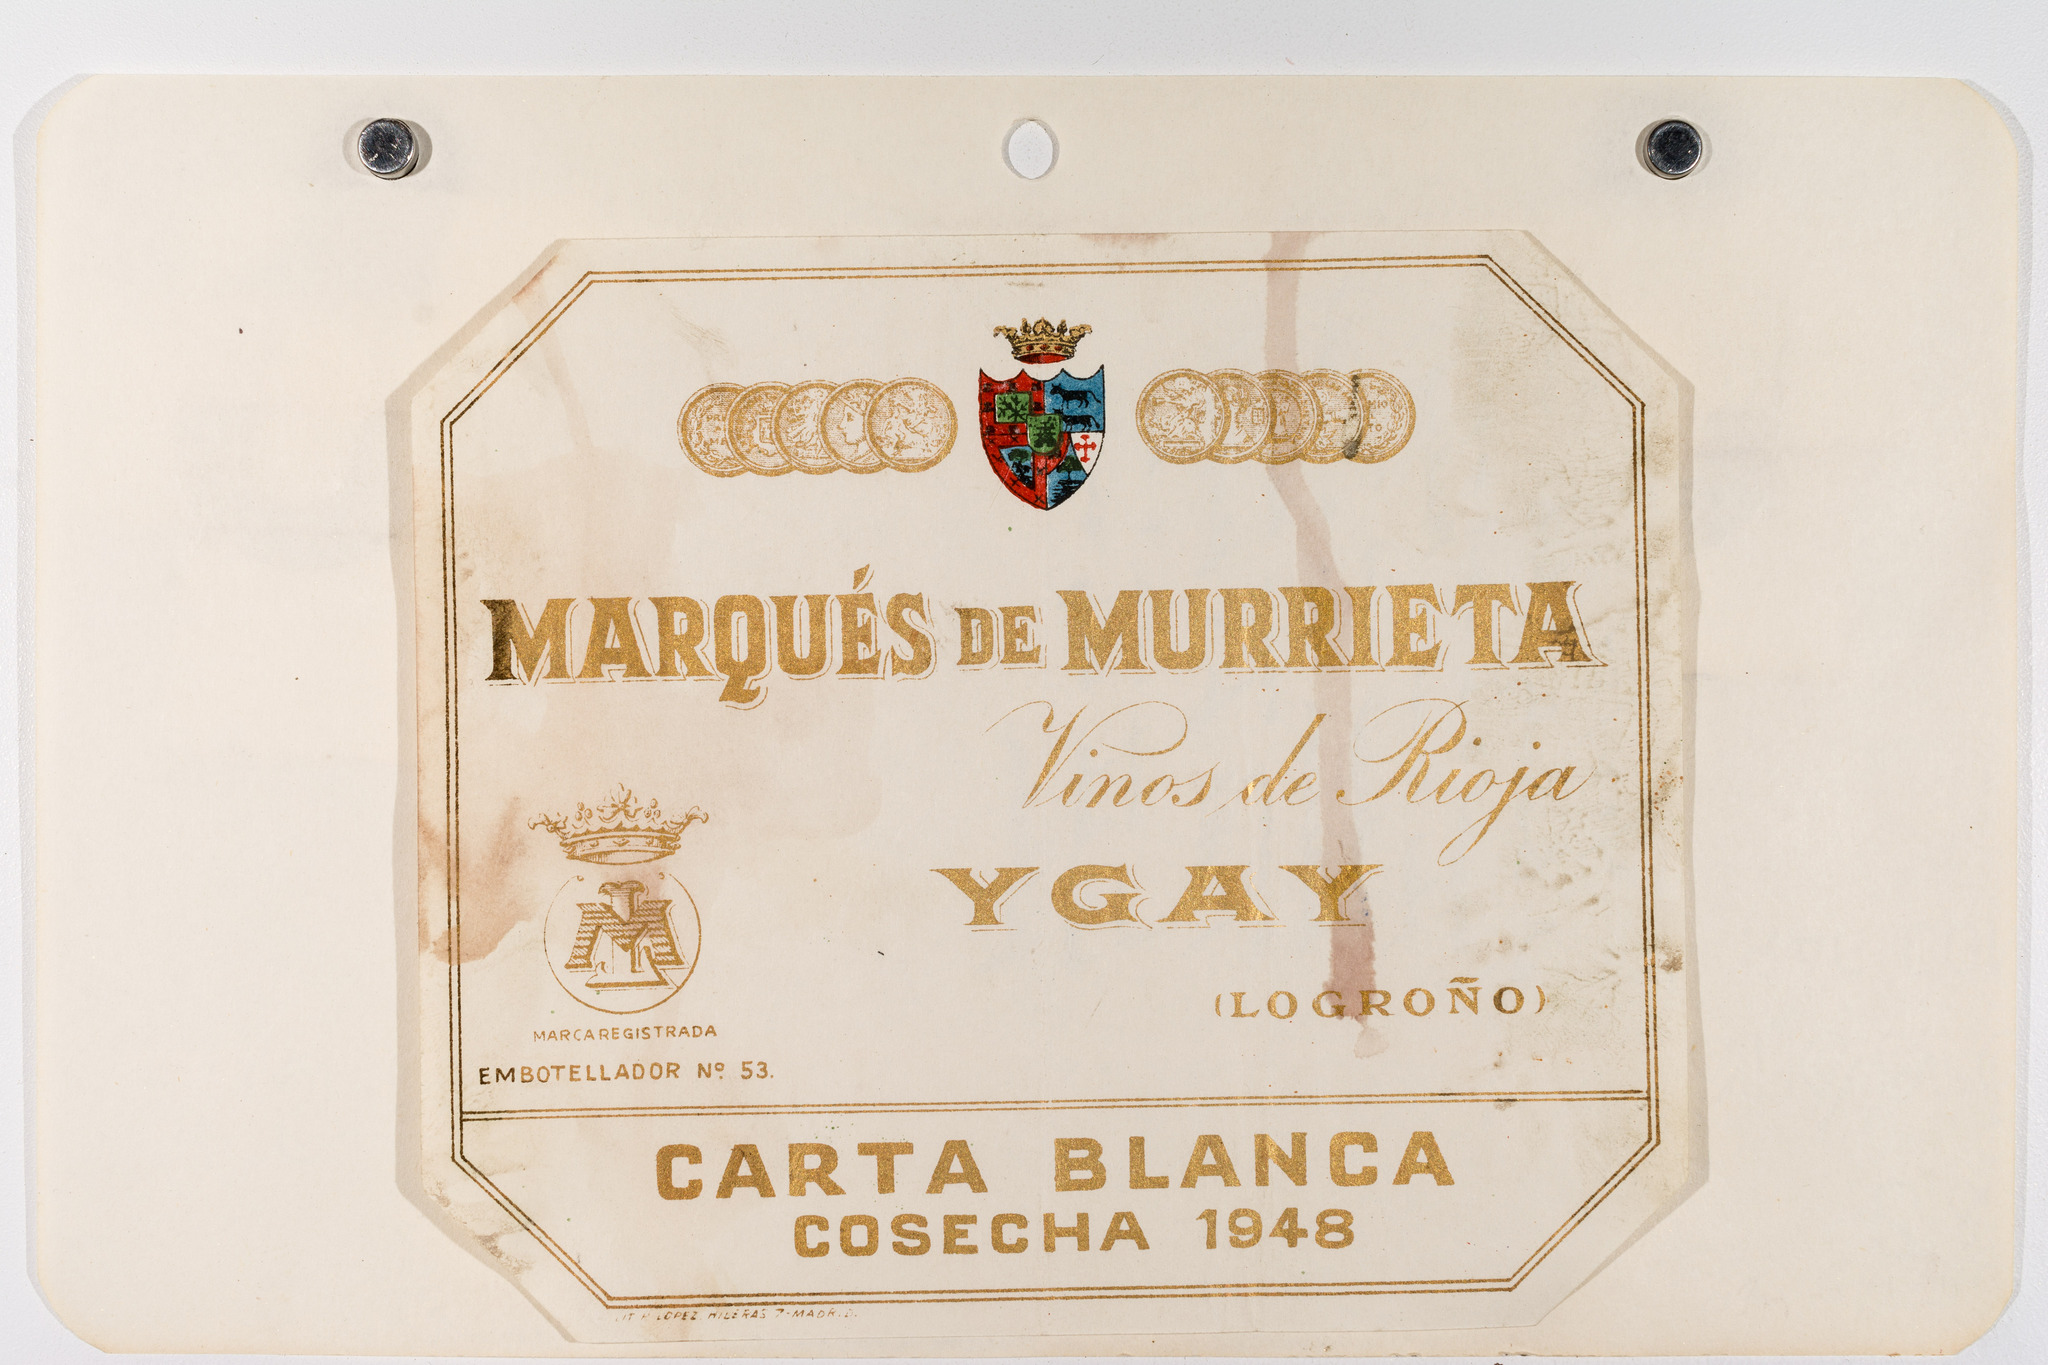 MARQUÉS DE MURRIETA
Vinos de Rioja
YGAY
(LOGROÑO)
MARCA REGISTRADA
EMBOTELLADOR Nº 53.
CARTA BLANCA
COSECHA 1948
LOPEZ. HILERAS 7-MADRID.